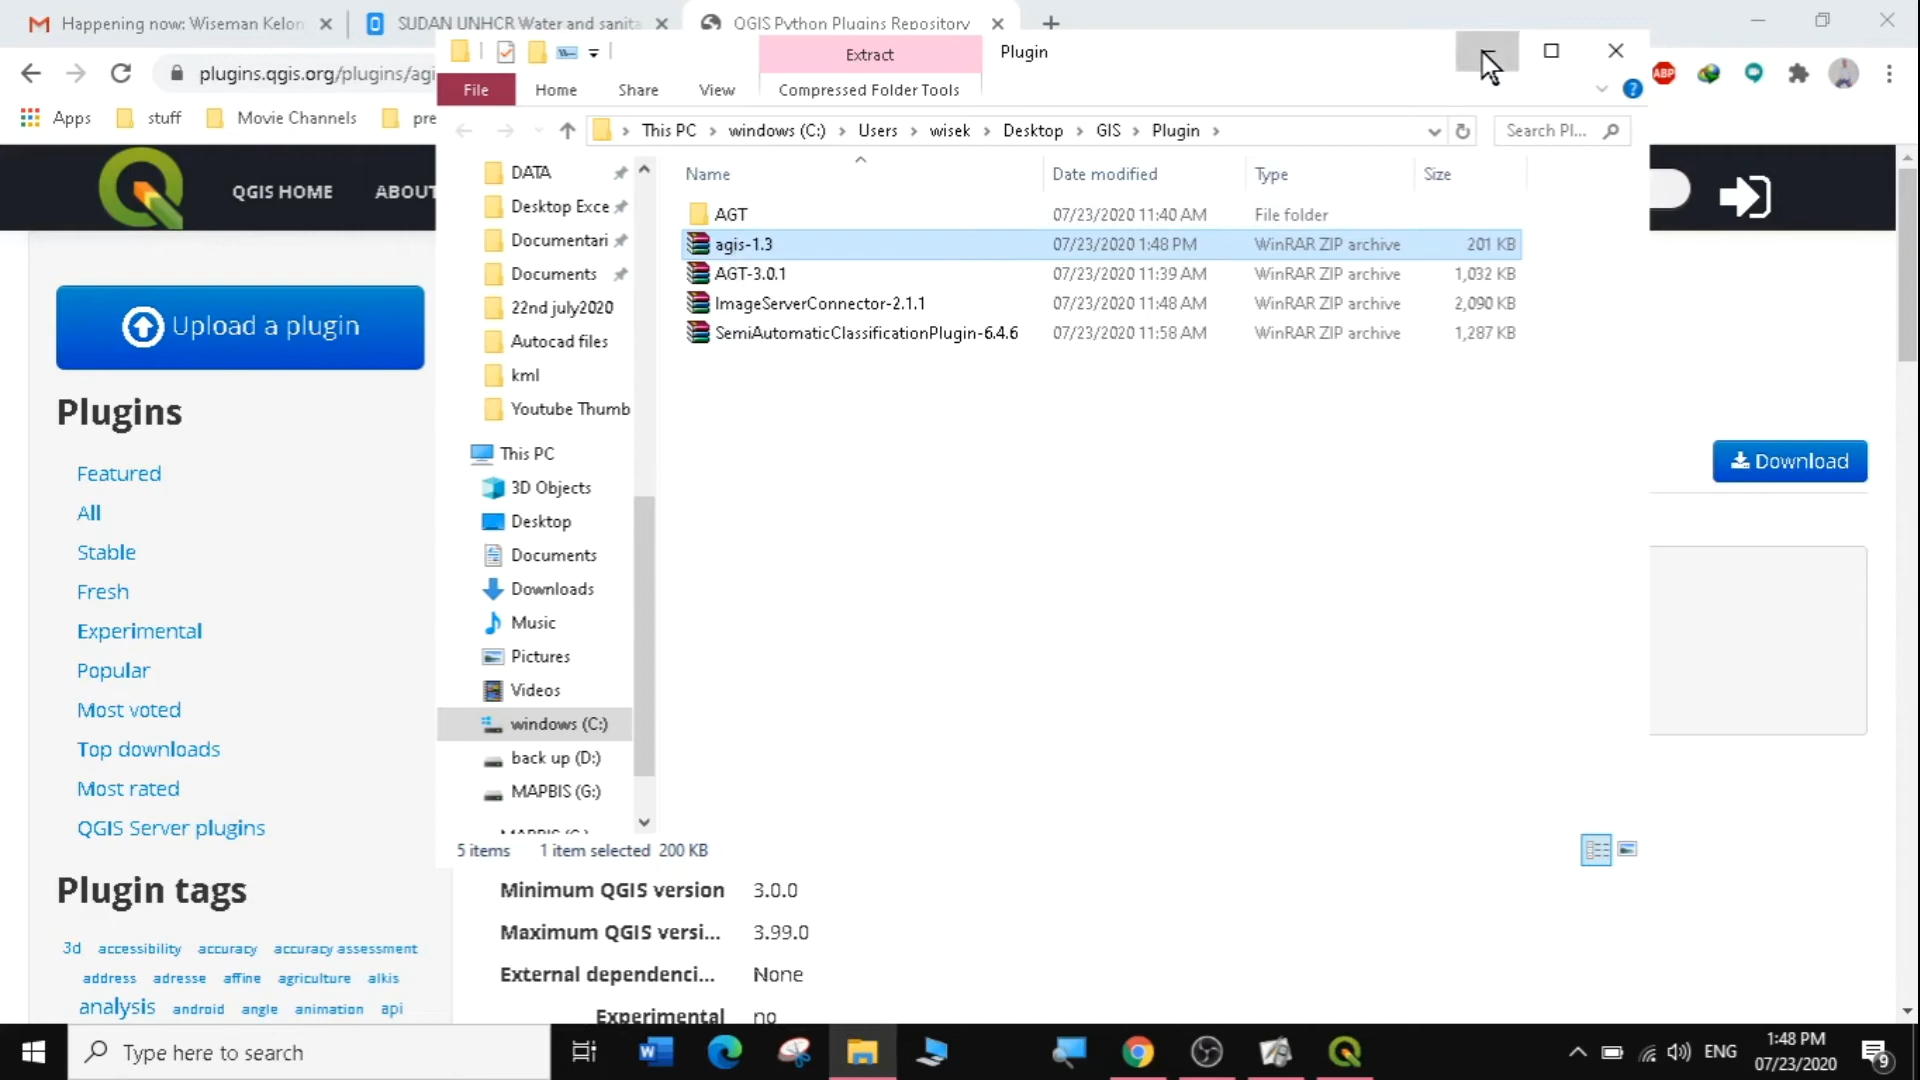 Happening now: Wiseman Kelon
SUDAN UNHCR Water and sanita
QGIS Python Plugins Repository
plugins.qgis.org/plugins/agi
ABP
Apps
stuff
Movie Channels
pre
Extract
Plugin
File
Home
Share
View
Compressed Folder Tools
This PC > windows (C:) > Users > wisek > Desktop > GIS > Plugin >
Search Pl...
QGIS HOME
ABOUT
DATA
Desktop Exce
Documentari
Documents
22nd july2020
Autocad files
kml
Youtube Thumb
This PC
3D Objects
Desktop
Documents
Downloads
Music
Pictures
Videos
windows (C:)
back up (D:)
MAPBIS (G:)
Name Date modified Type Size
AGT 07/23/2020 11:40 AM File folder
agis-1.3 07/23/2020 1:48 PM WinRAR ZIP archive 201 KB
AGT-3.0.1 07/23/2020 11:39 AM WinRAR ZIP archive 1,032 KB
ImageServerConnector-2.1.1 07/23/2020 11:48 AM WinRAR ZIP archive 2,090 KB
SemiAutomaticClassificationPlugin-6.4.6 07/23/2020 11:58 AM WinRAR ZIP archive 1,287 KB
5 items 1 item selected 200 KB
Upload a plugin
Plugins
Featured
All
Stable
Fresh
Experimental
Popular
Most voted
Top downloads
Most rated
QGIS Server plugins
Plugin tags
3d accessibility accuracy accuracy assessment
address adresse affine agriculture alkis
analysis android angle animation api
Download
Minimum QGIS version 3.0.0
Maximum QGIS versi... 3.99.0
External dependenci... None
Experimental no
Type here to search
ENG
1:48 PM
07/23/2020
9